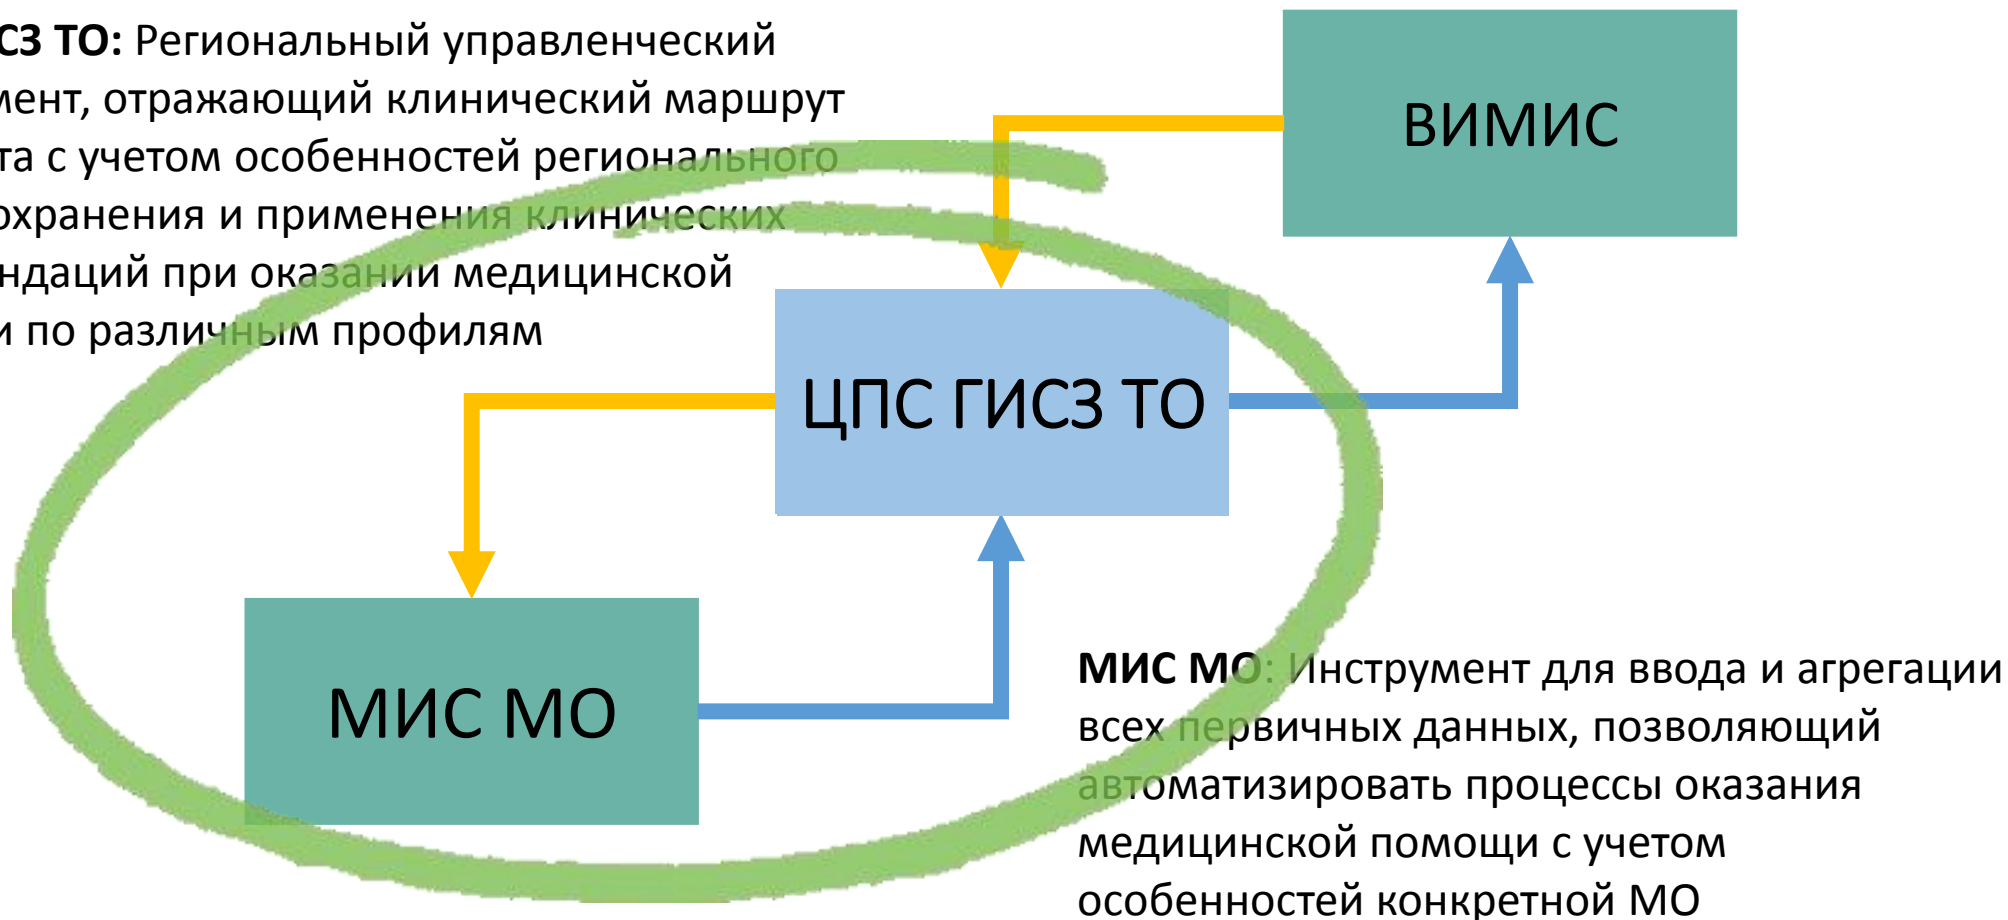 СЗ ТО: Региональный управленческий
мент, отражающий клинический маршрут
та с учетом особенностей регионального
охранения и применения клинических
ндаций при оказании медицинской
и по различным профилям
ВИМИС
ЦПС ГИСЗ ТО
МИС МО
МИС МО: Инструмент для ввода и агрегации
всех первичных данных, позволяющий
автоматизировать процессы оказания
медицинской помощи с учетом
особенностей конкретной МО